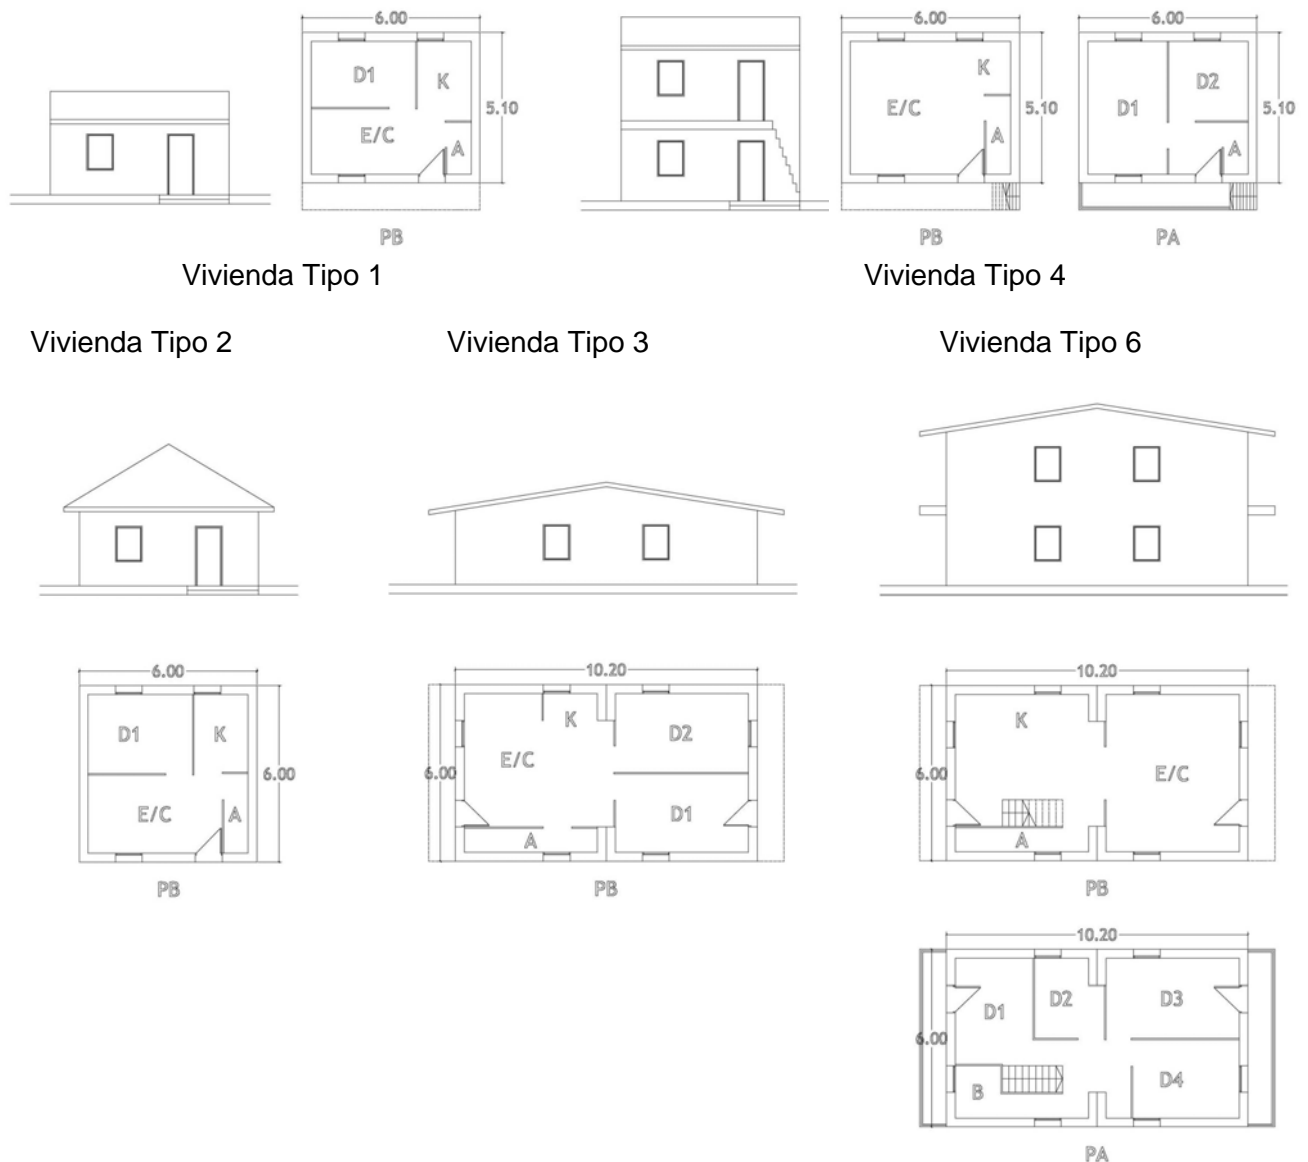 6.00
D1
K
5.10
E/C
A
PB
6.00
K
5.10
E/C
A
PB
6.00
D2
5.10
D1
A
PA
Vivienda Tipo 1
Vivienda Tipo 4
Vivienda Tipo 2
Vivienda Tipo 3
Vivienda Tipo 6
6.00
D1
K
6.00
E/C
A
PB
10.20
K
D2
E/C
6.00
D1
A
PB
10.20
K
E/C
6.00
A
PB
10.20
D1
D2
D3
6.00
B
D4
PA